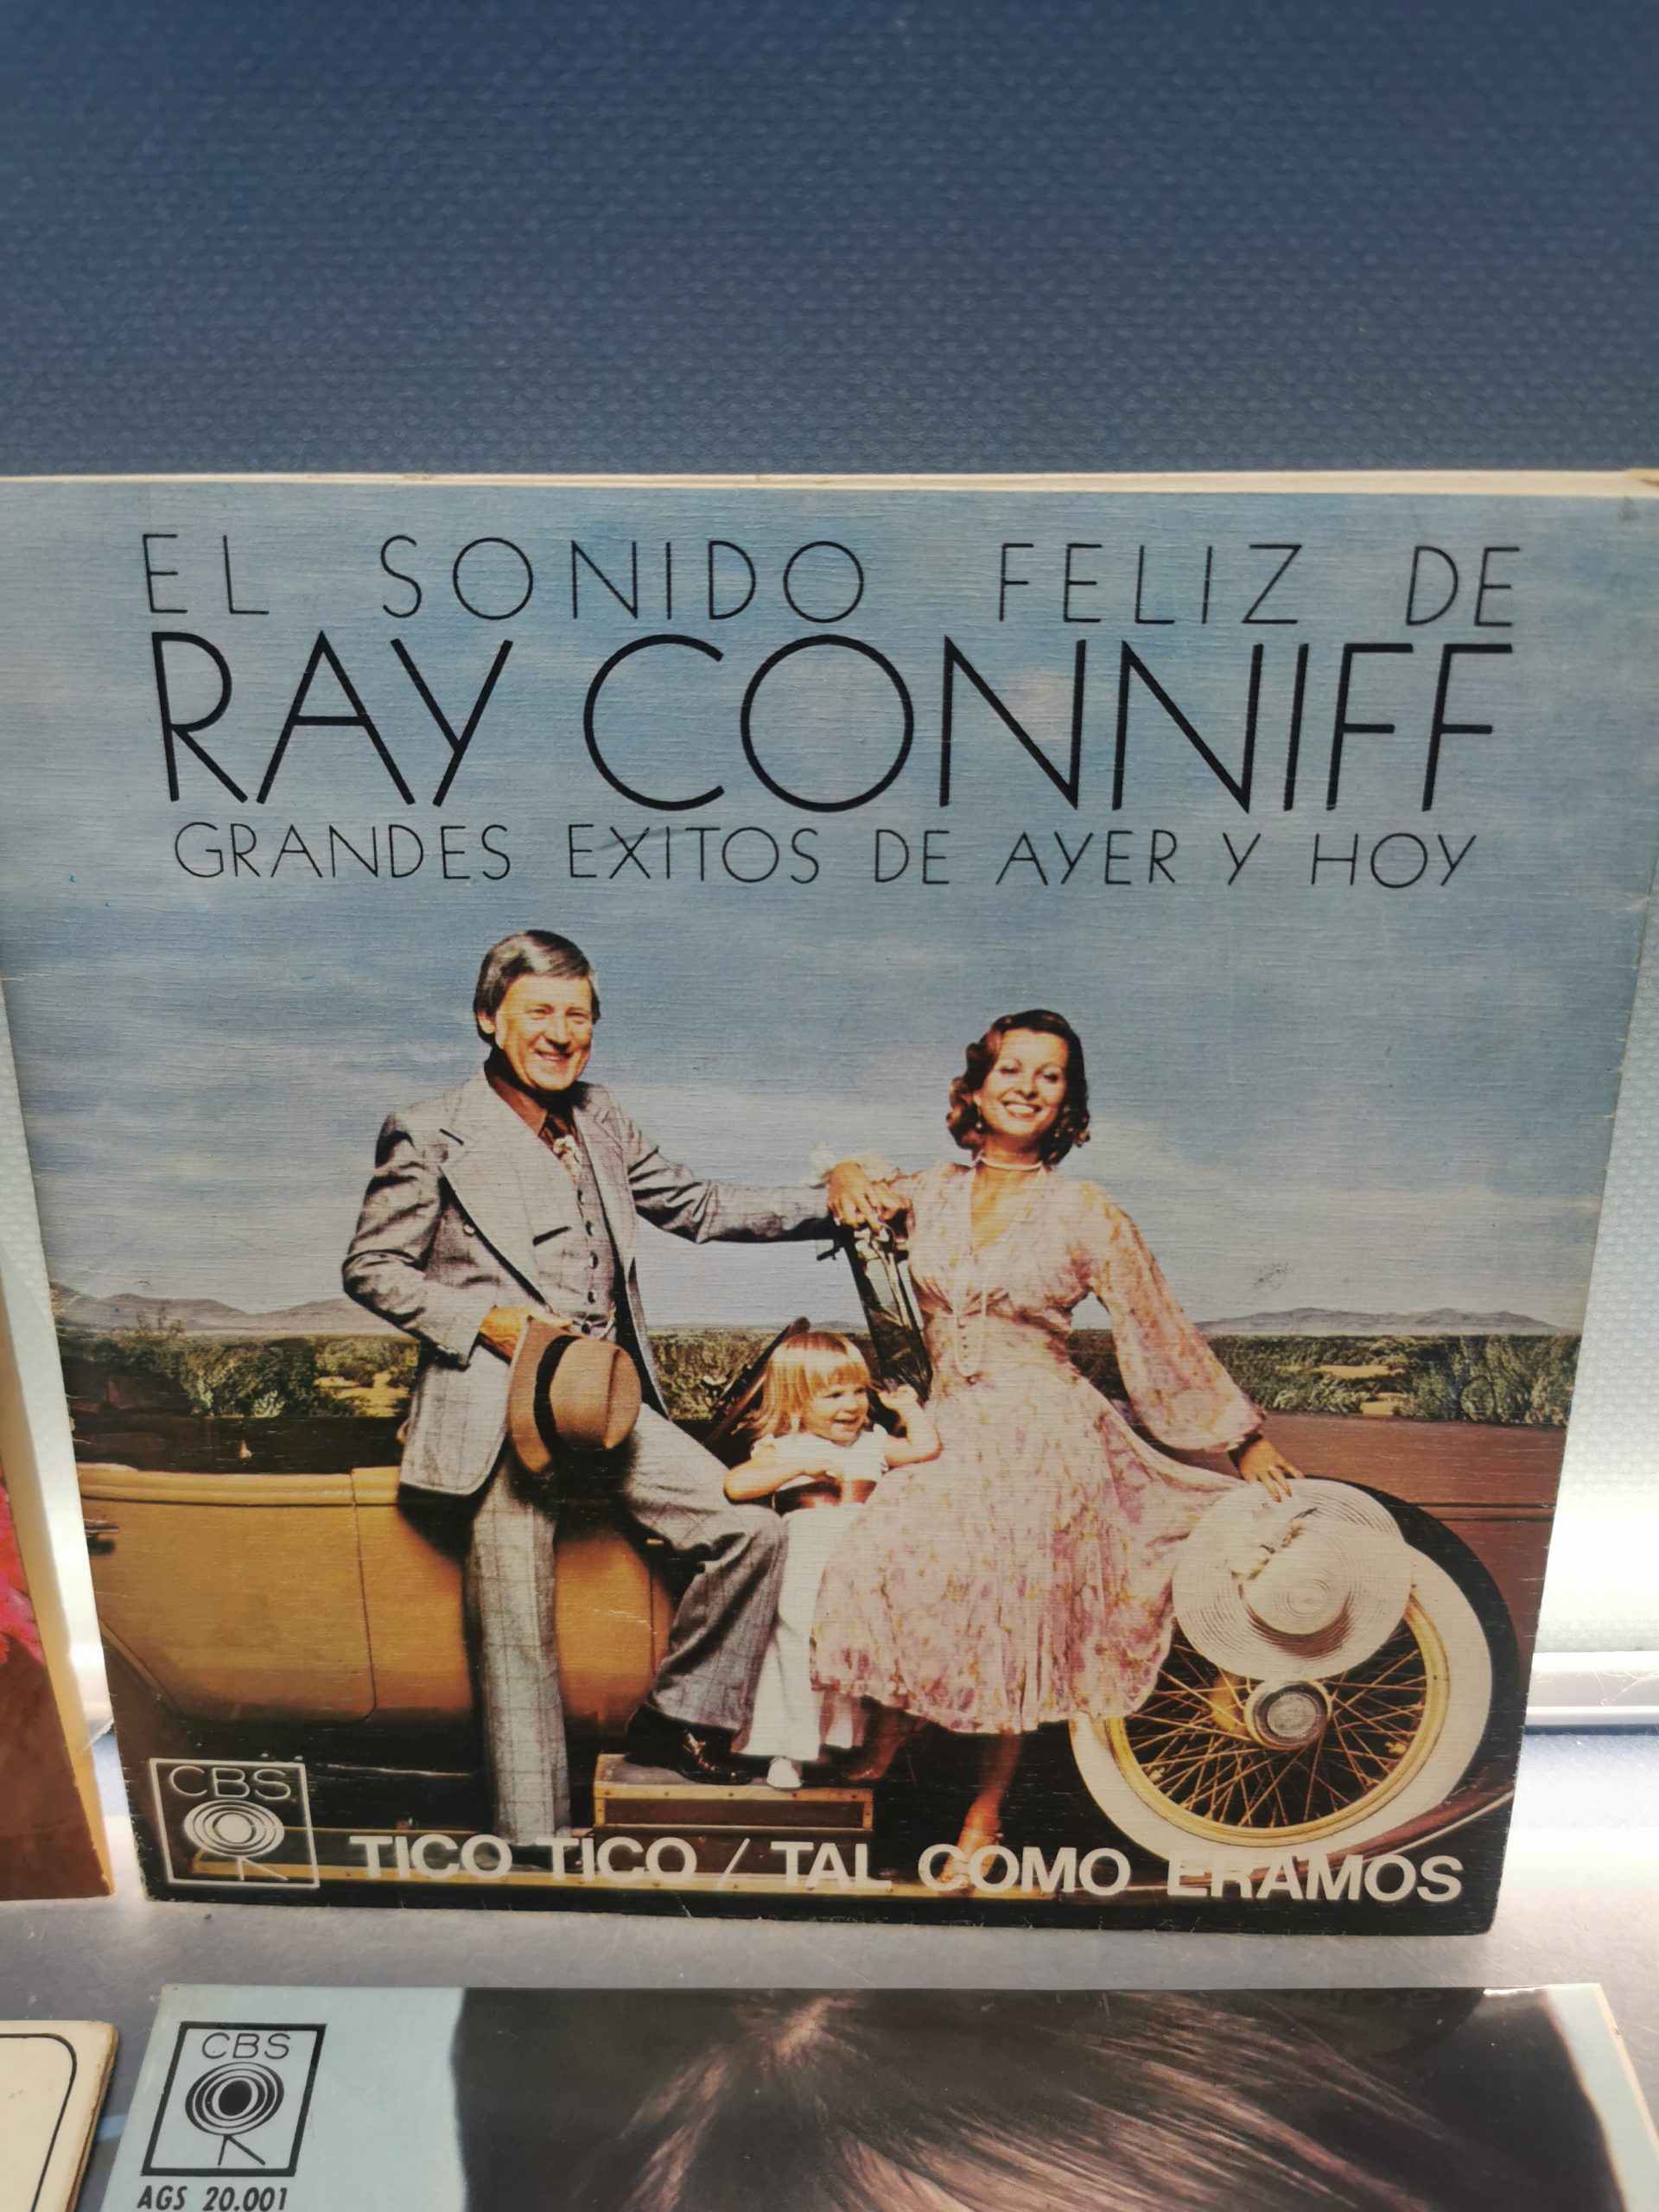 EL SONIDO FELIZ DE
RAY CONNIFF
GRANDES EXITOS DE AYER Y HOY
CBS
TICO TICO / TAL COMO ERAMOS
CBS
AGS 20.001